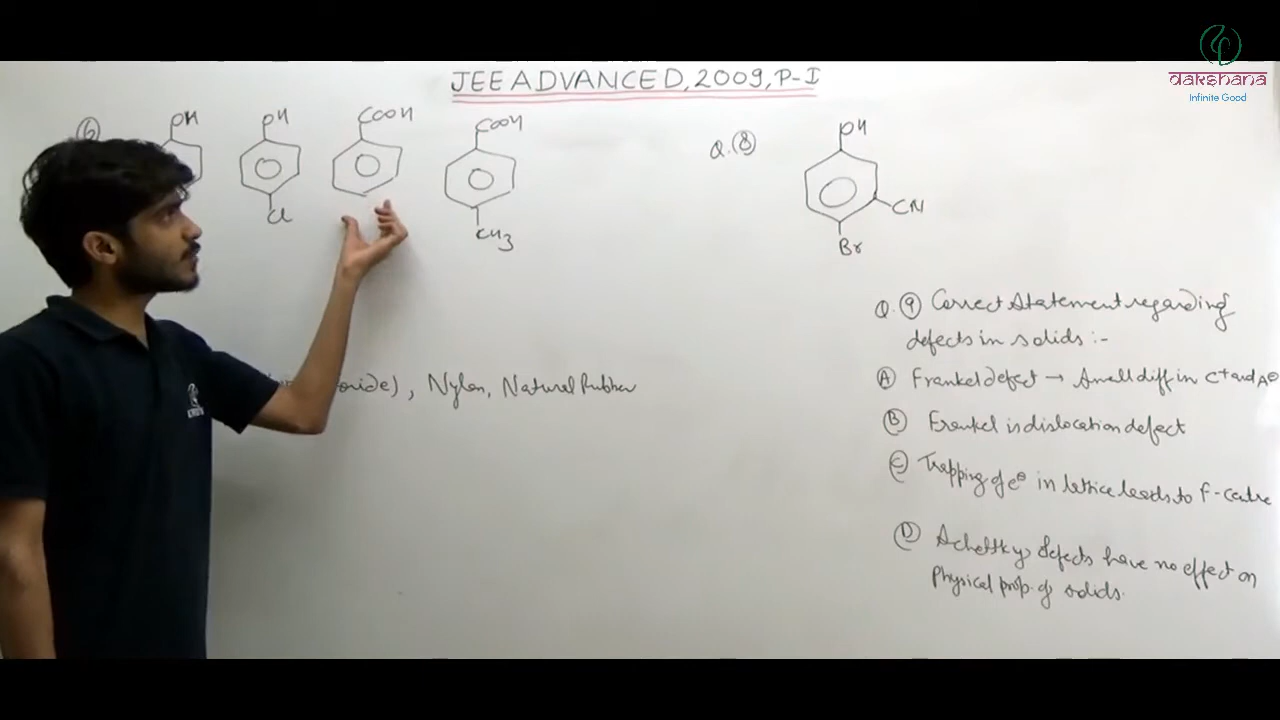 dakshana
Infinite Good
JEE ADVANCED, 2009, P-I
6
OH
OH
Cl
COOH
COOH
CH3
Q.(8)
OH
CN
Br
oride), Nylon, Natural Rubber
Q.(9) Correct statement regarding
defects in solids :-
(A) Frenkel defect → Small diff in C+ and A⊖
(B) Frenkel is dislocation defect
(C) Trapping of e⊖ in lattice leads to f-centre
(D) Schottky defects have no effect on
Physical prop. of solids.